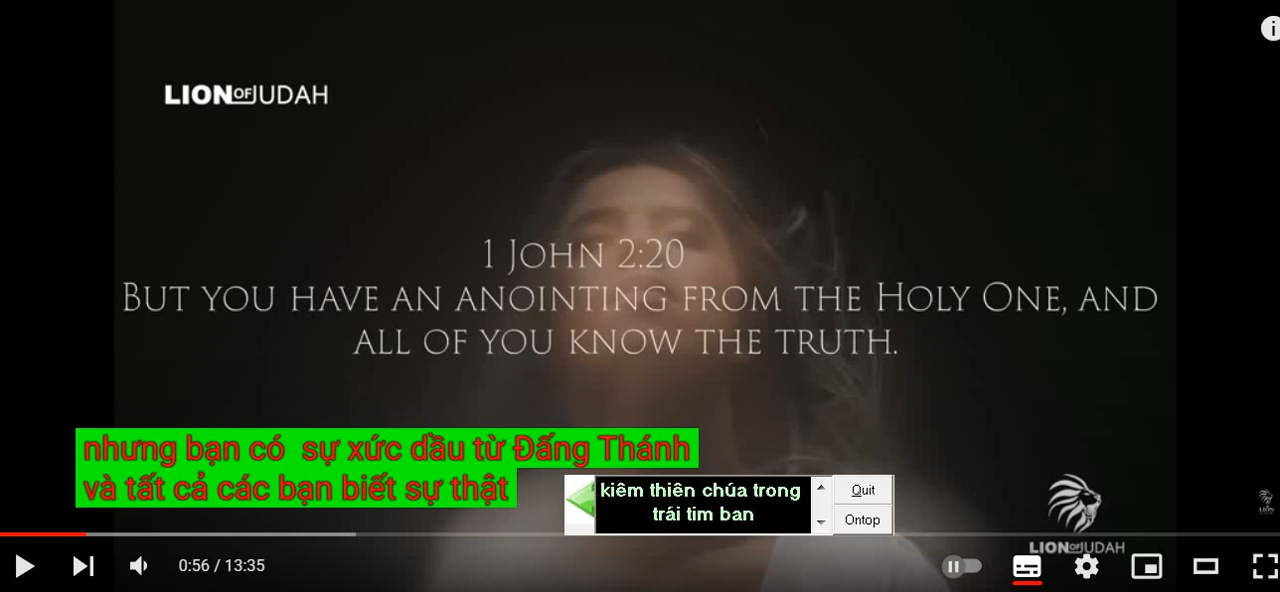 LION OF JUDAH
1 John 2:20
But you have an anointing from the Holy One, and
all of you know the truth.
nhưng bạn có sự xức dầu từ Đấng Thánh
và tất cả các bạn biết sự thật
kiêm thiên chúa trong
trái tim ban
Quit
Ontop
LION OF JUDAH
0:56 / 13:35